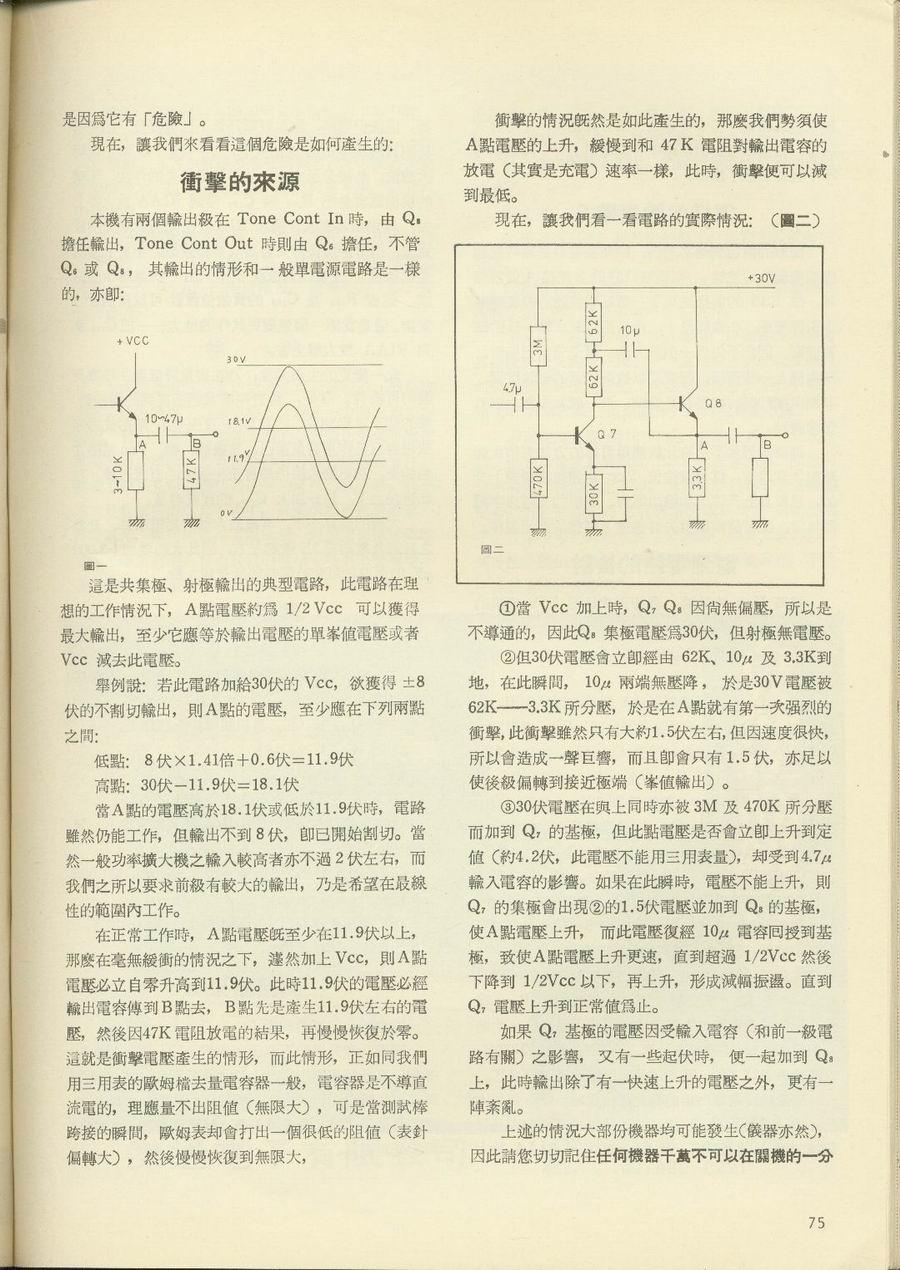 是因爲它有「危險」。
現在，讓我們來看看這個危險是如何產生的:
衝擊的來源
本機有兩個輸出級在 Tone Cont In 時，由 Q₈
擔任輸出，Tone Cont Out 時則由 Q₆ 擔任，不管
Q₆ 或 Q₈，其輸出的情形和一般單電源電路是一樣
的，亦卽:
+VCC
10~47μ
A
B
3~10K
47K
30V
18.1V
11.9V
0V
圖一
這是共集極、射極輸出的典型電路，此電路在理
想的工作情況下，A點電壓約爲 1/2 Vcc 可以獲得
最大輸出，至少它應等於輸出電壓的單峯値電壓或者
Vcc 減去此電壓。
舉例說: 若此電路加給30伏的 Vcc，欲獲得 ±8
伏的不割切輸出，則A點的電壓，至少應在下列兩點
之間:
低點: 8伏×1.41倍+0.6伏=11.9伏
高點: 30伏−11.9伏=18.1伏
當A點的電壓高於18.1伏或低於11.9伏時，電路
雖然仍能工作，但輸出不到8伏，卽已開始割切。當
然一般功率擴大機之輸入較高者亦不過2伏左右，而
我們之所以要求前級有較大的輸出，乃是希望在最線
性的範圍內工作。
在正常工作時，A點電壓旣至少在11.9伏以上，
那麼在毫無緩衝的情況之下，遽然加上 Vcc，則A點
電壓必立自零升高到11.9伏。此時11.9伏的電壓必經
輸出電容傳到B點去，B點先是產生11.9伏左右的電
壓，然後因47K電阻放電的結果，再慢慢恢復於零。
這就是衝擊電壓產生的情形，而此情形，正如同我們
用三用表的歐姆檔去量電容器一般，電容器是不導直
流電的，理應量不出阻値（無限大），可是當測試棒
跨接的瞬間，歐姆表却會打出一個很低的阻値（表針
偏轉大），然後慢慢恢復到無限大，
衝擊的情況旣然是如此產生的，那麼我們勢須使
A點電壓的上升，緩慢到和 47K 電阻對輸出電容的
放電（其實是充電）速率一樣，此時，衝擊便可以減
到最低。
現在，讓我們看一看電路的實際情況: （圖二）
+30V
3M
62K
62K
10μ
4.7μ
Q7
Q8
A
B
470K
30K
3.3K
圖二
①當 Vcc 加上時，Q₇ Q₈ 因尙無偏壓，所以是
不導通的，因此Q₈ 集極電壓爲30伏，但射極無電壓。
②但30伏電壓會立卽經由 62K、10μ 及 3.3K到
地，在此瞬間，10μ 兩端無壓降，於是30V電壓被
62K——3.3K所分壓，於是在A點就有第一次强烈的
衝擊，此衝擊雖然只有大約1.5伏左右，但因速度很快，
所以會造成一聲巨響，而且卽會只有1.5伏，亦足以
使後級偏轉到接近極端（峯値輸出）。
③30伏電壓在與上同時亦被 3M 及 470K 所分壓
而加到 Q₇ 的基極，但此點電壓是否會立卽上升到定
値（約4.2伏，此電壓不能用三用表量），却受到4.7μ
輸入電容的影響。如果在此瞬時，電壓不能上升，則
Q₇ 的集極會出現②的1.5伏電壓並加到 Q₈ 的基極，
使A點電壓上升，而此電壓復經 10μ 電容囘授到基
極，致使A點電壓上升更速，直到超過 1/2Vcc 然後
下降到 1/2Vcc 以下，再上升，形成減幅振盪。直到
Q₇ 電壓上升到正常値爲止。
如果 Q₇ 基極的電壓因受輸入電容（和前一級電
路有關）之影響，又有一些起伏時，便一起加到 Q₈
上，此時輸出除了有一快速上升的電壓之外，更有一
陣紊亂。
上述的情況大部份機器均可能發生（儀器亦然），
因此請您切切記住任何機器千萬不可以在關機的一分
75